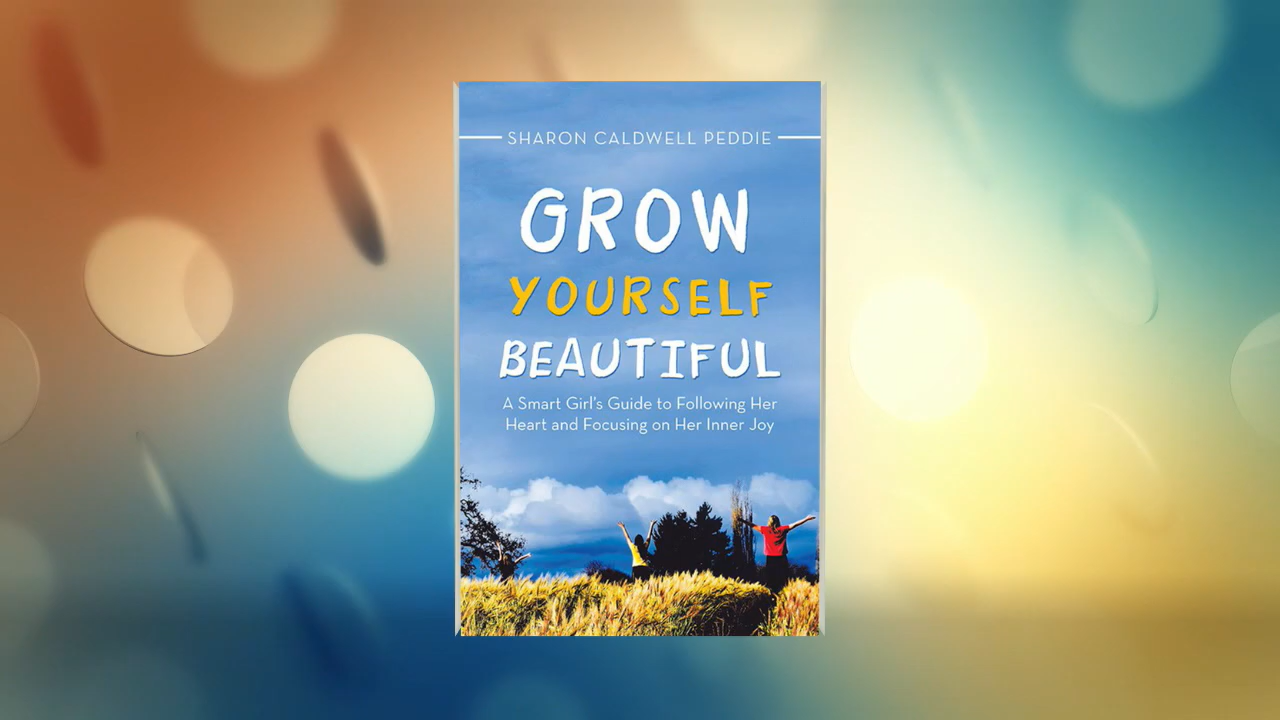 SHARON CALDWELL PEDDIE
GROW
YOURSELF
BEAUTIFUL
A Smart Girl's Guide to Following Her
Heart and Focusing on Her Inner Joy